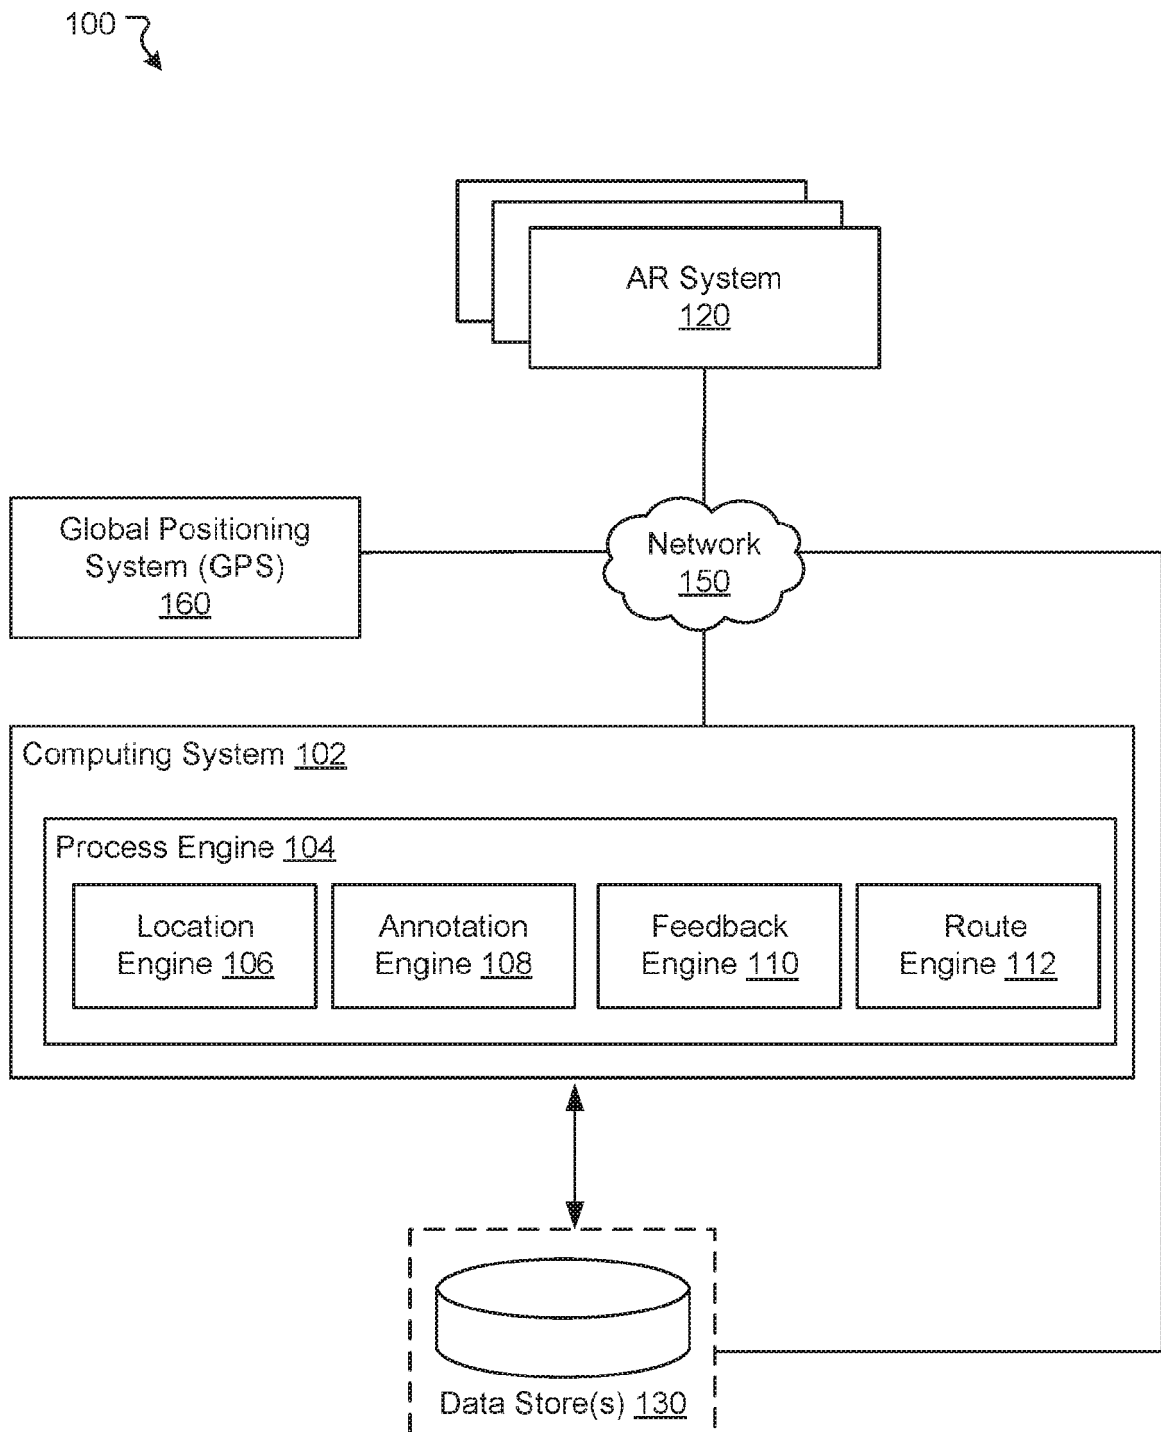 100
AR System
120
Global Positioning
System (GPS)
160
Network
150
Computing System 102
Process Engine 104
Location
Engine 106
Annotation
Engine 108
Feedback
Engine 110
Route
Engine 112
Data Store(s) 130